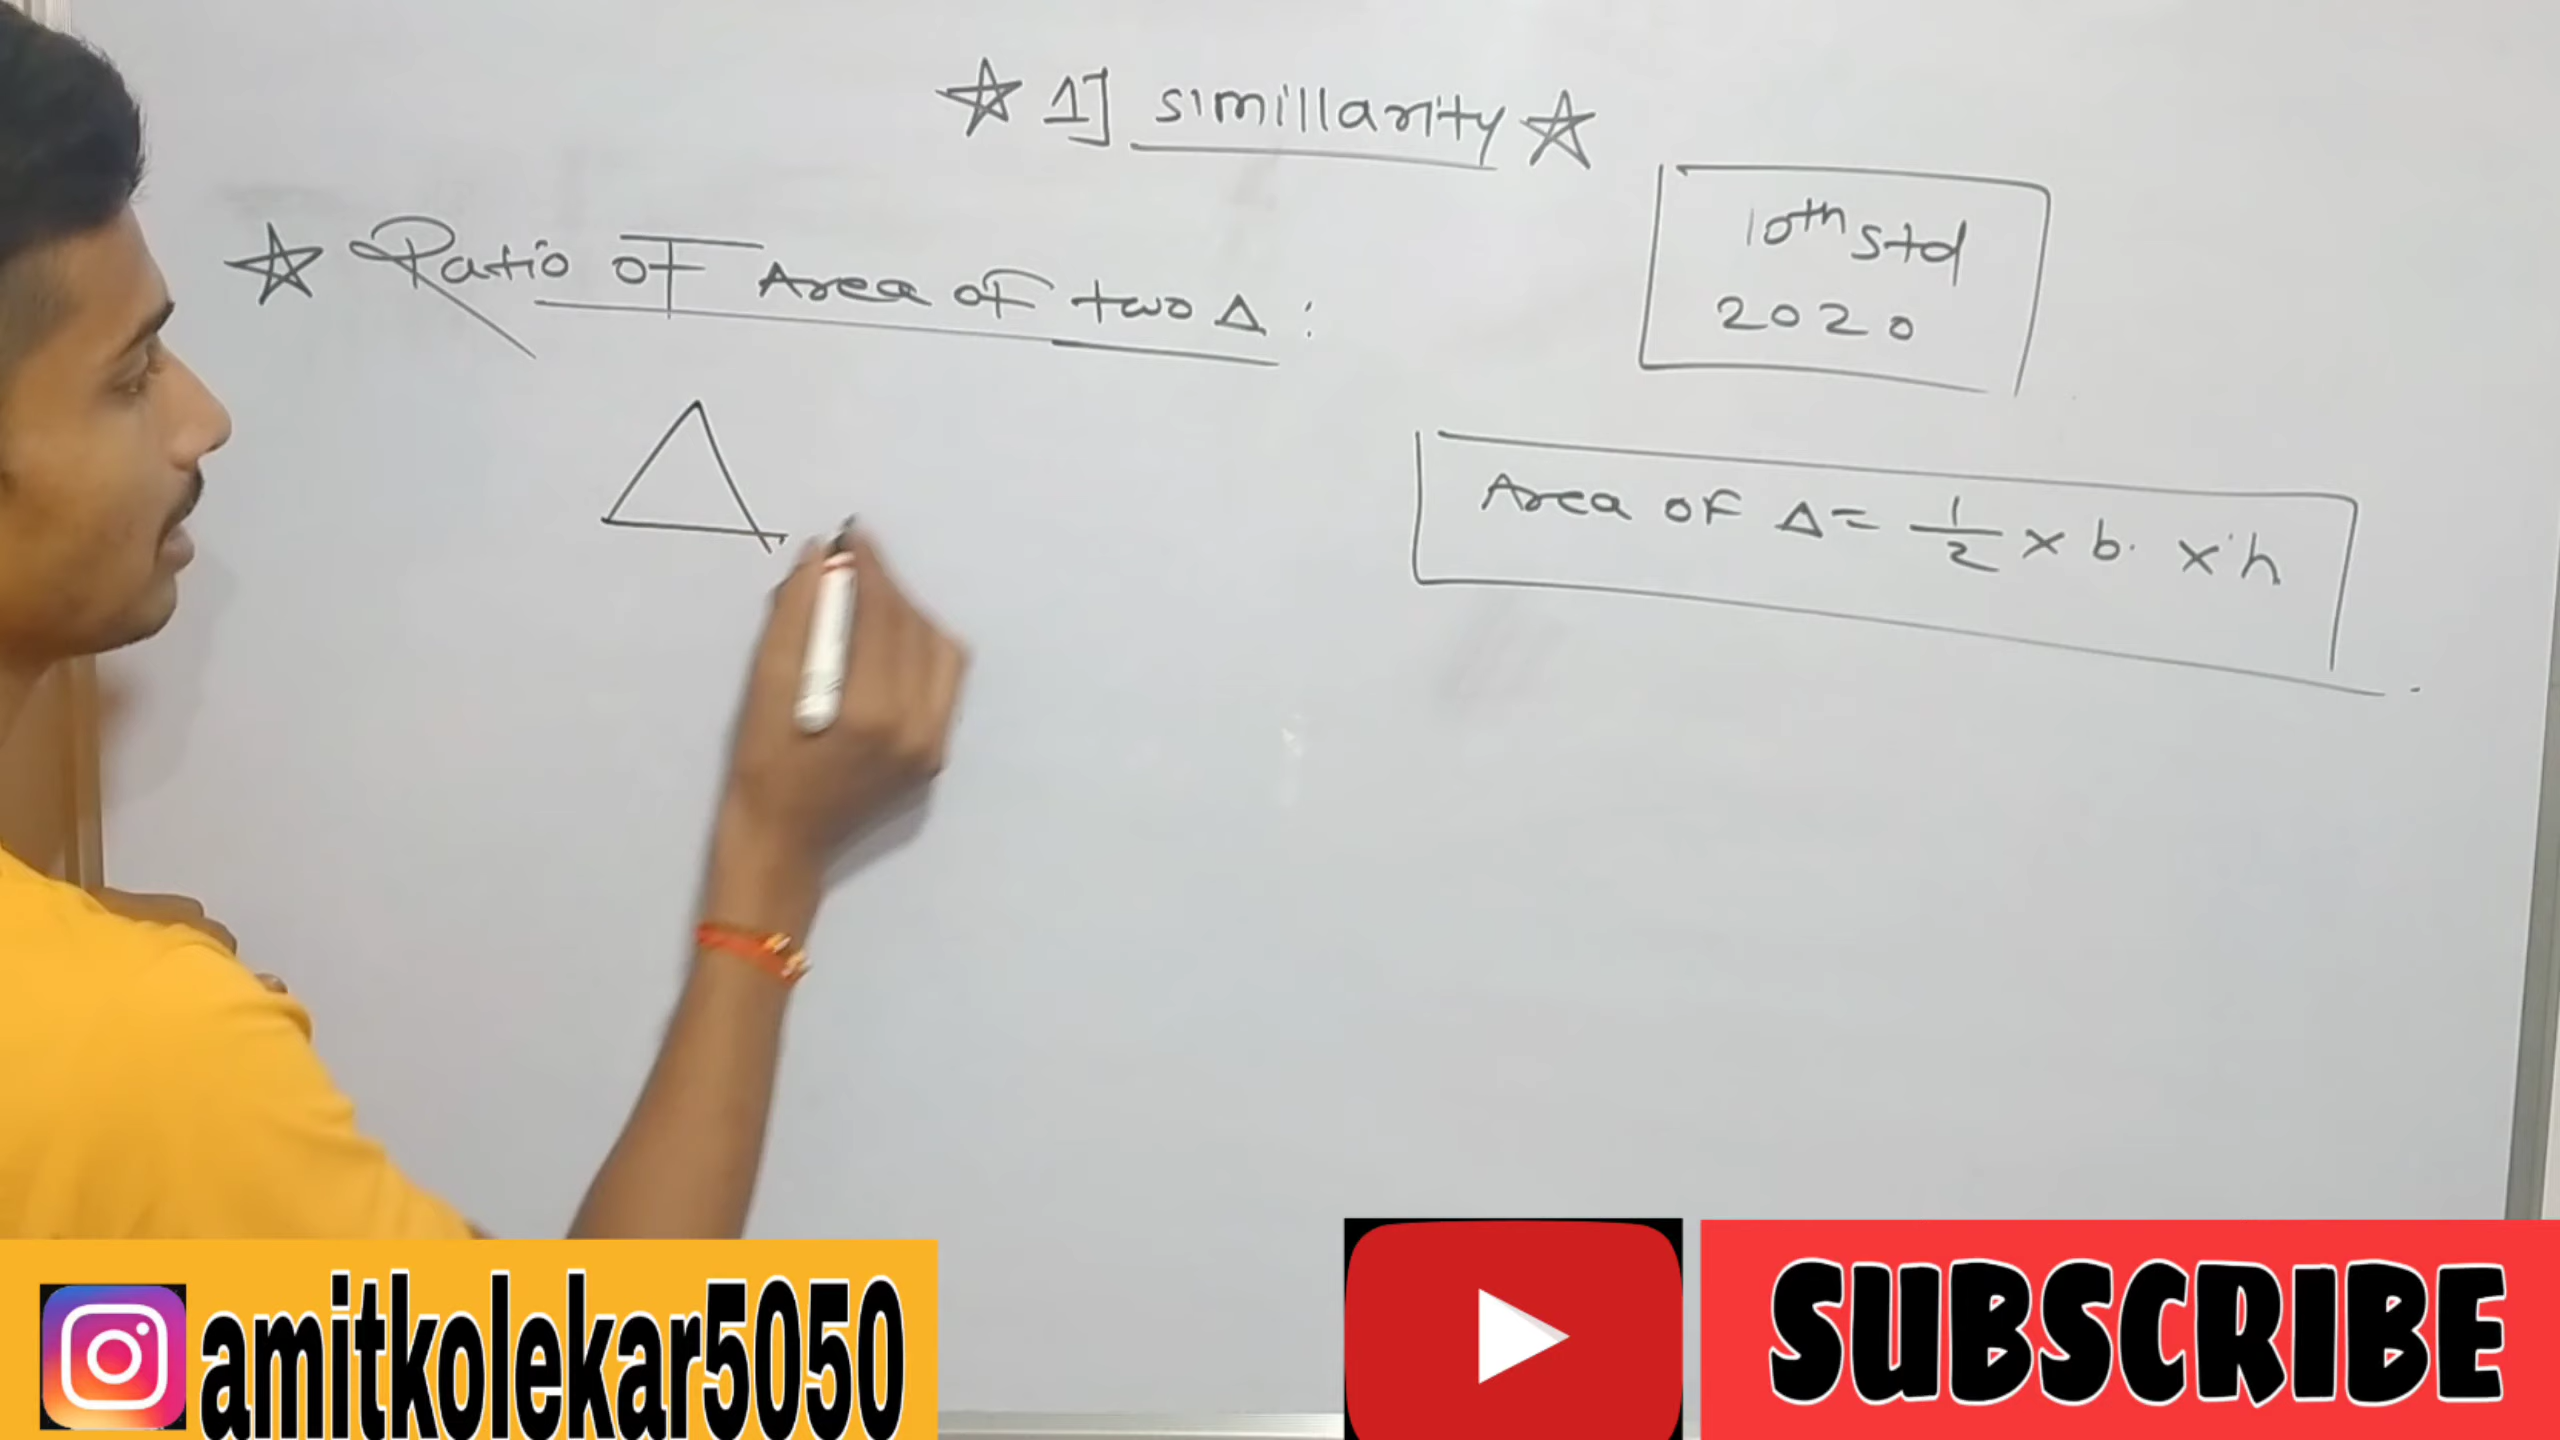 ☆ 1] simillarity ☆
☆ Ratio of Area of two Δ :
10th std
2020
Area of Δ = 1/2 × b. × h
amitkolekar5050
SUBSCRIBE